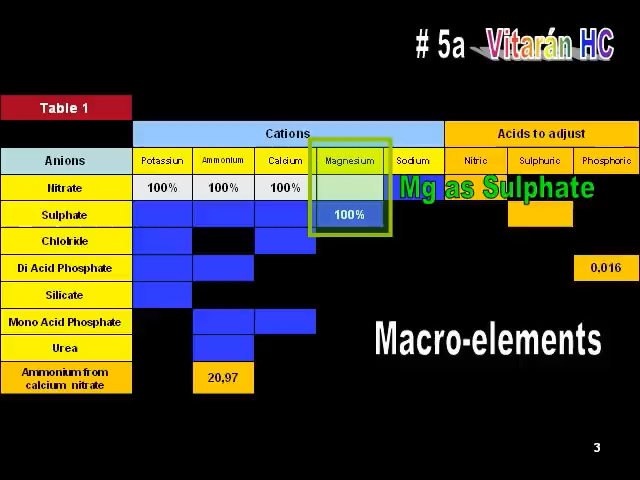 # 5a Vitarán HC
Table 1
Cations Acids to adjust
Anions Potassiun Ammonium Calcium Magnesium Sodium Nitric Sulphuric Phosphoric
Nitrate 100% 100% 100% Mg as Sulphate
Sulphate 100%
Chlolride
Di Acid Phosphate 0,016
Silicate
Mono Acid Phosphate
Macro-elements
Urea
Ammonium from
calcium nitrate 20,97
3